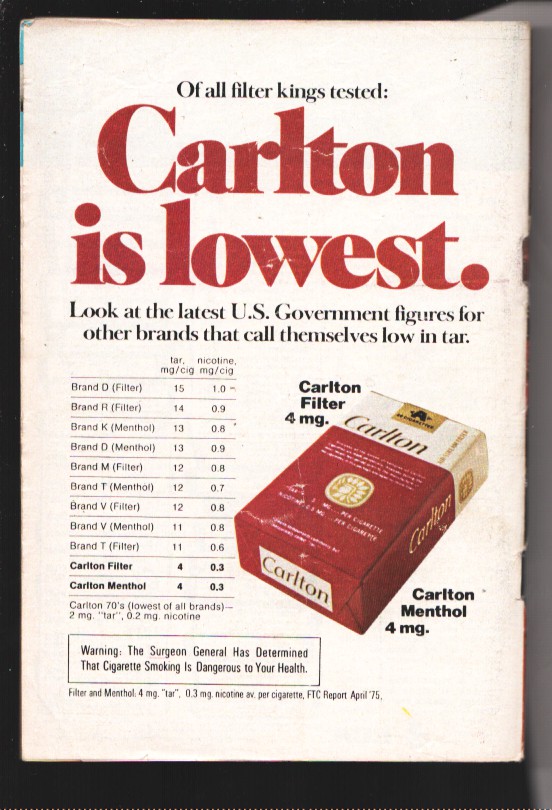 Of all filter kings tested:
Carlton
is lowest.
Look at the latest U.S. Government figures for
other brands that call themselves low in tar.
tar, nicotine,
mg/cig mg/cig
Brand D (Filter) 15 1.0
Brand R (Filter) 14 0.9
Brand K (Menthol) 13 0.8
Brand D (Menthol) 13 0.9
Brand M (Filter) 12 0.8
Brand T (Menthol) 12 0.7
Brand V (Filter) 12 0.8
Brand V (Menthol) 11 0.8
Brand T (Filter) 11 0.6
Carlton Filter 4 0.3
Carlton Menthol 4 0.3
Carlton 70's (lowest of all brands)—
2 mg. "tar", 0.2 mg. nicotine
Carlton
Filter
4 mg.
Carlton
MG. . . PER CIGARETTE
MG. . . PER CIGARETTE
Carlton
Carlton
Carlton
Menthol
4 mg.
Warning: The Surgeon General Has Determined
That Cigarette Smoking Is Dangerous to Your Health.
Filter and Menthol: 4 mg. "tar", 0.3 mg. nicotine av. per cigarette, FTC Report April '75.